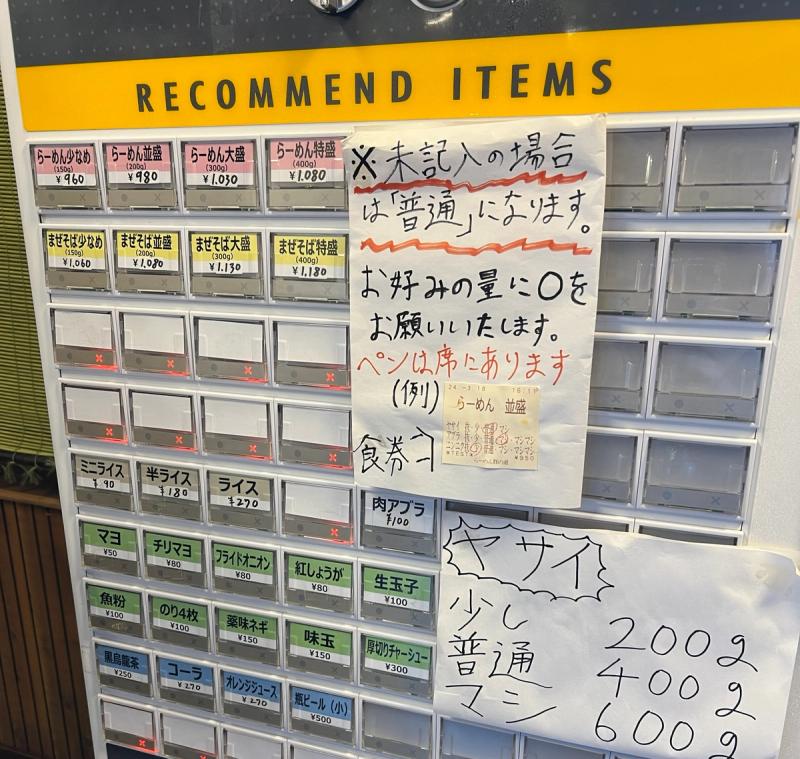 RECOMMEND ITEMS
らーめん少なめ
(150g)
¥960
らーめん並盛
(200g)
¥980
らーめん大盛
(300g)
¥1,030
らーめん特盛
(400g)
¥1,080
まぜそば少なめ
(150g)
¥1,060
まぜそば並盛
(200g)
¥1,080
まぜそば大盛
(300g)
¥1,130
まぜそば特盛
(400g)
¥1,180
ミニライス
¥90
半ライス
¥180
ライス
¥270
肉アブラ
¥100
マヨ
¥50
チリマヨ
¥80
フライドオニオン
¥80
紅しょうが
¥80
生玉子
¥100
魚粉
¥100
のり4枚
¥100
薬味ネギ
¥150
味玉
¥150
厚切りチャーシュー
¥300
黒烏龍茶
¥250
コーラ
¥270
オレンジジュース
¥270
瓶ビール(小)
¥500
※未記入の場合
は「普通」になります。
お好みの量に○を
お願いいたします。
ペンは席にあります
(例)
食券
らーめん 並盛
¥950
ヤサイ
少し 200g
普通 400g
マシ 600g